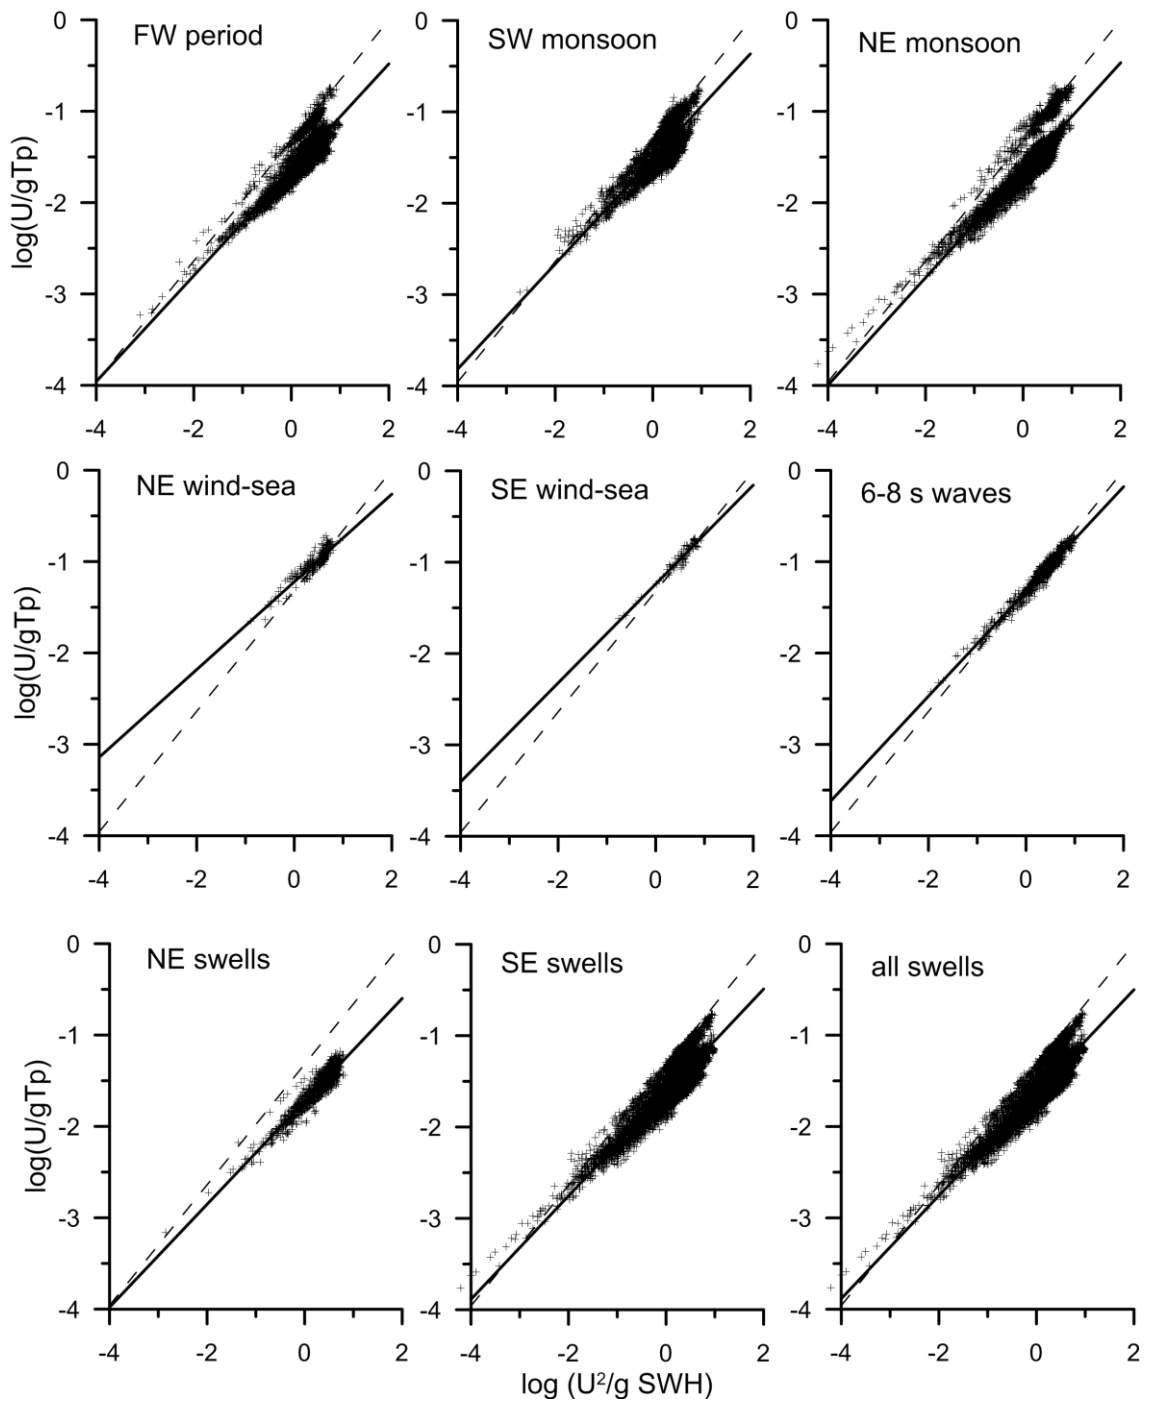 FW period
SW monsoon
NE monsoon
0
-1
-2
-3
-4
0
-1
-2
-3
-4
0
-1
-2
-3
-4
log(U/gTp)
-4 -2 0 2
-4 -2 0 2
-4 -2 0 2
NE wind-sea
SE wind-sea
6-8 s waves
0
-1
-2
-3
-4
0
-1
-2
-3
-4
0
-1
-2
-3
-4
log(U/gTp)
-4 -2 0 2
-4 -2 0 2
-4 -2 0 2
NE swells
SE swells
all swells
0
-1
-2
-3
-4
0
-1
-2
-3
-4
0
-1
-2
-3
-4
log(U/gTp)
-4 -2 0 2
-4 -2 0 2
-4 -2 0 2
log (U²/g SWH)